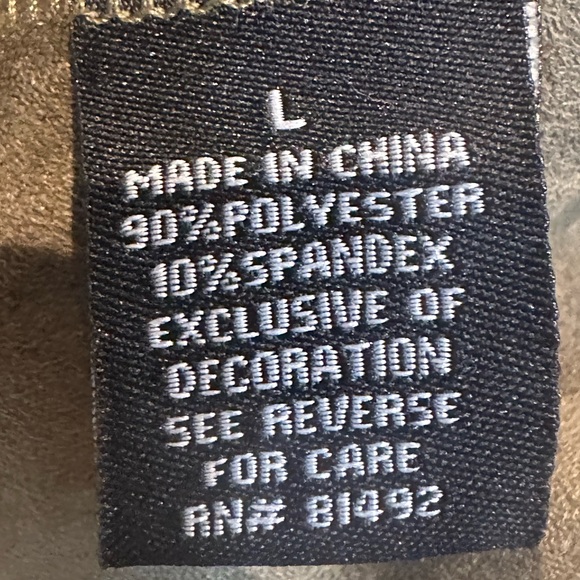 L
MADE IN CHINA
90%POLYESTER
10%SPANDEX
EXCLUSIVE OF
DECORATION
SEE REVERSE
FOR CARE
RN# 81492